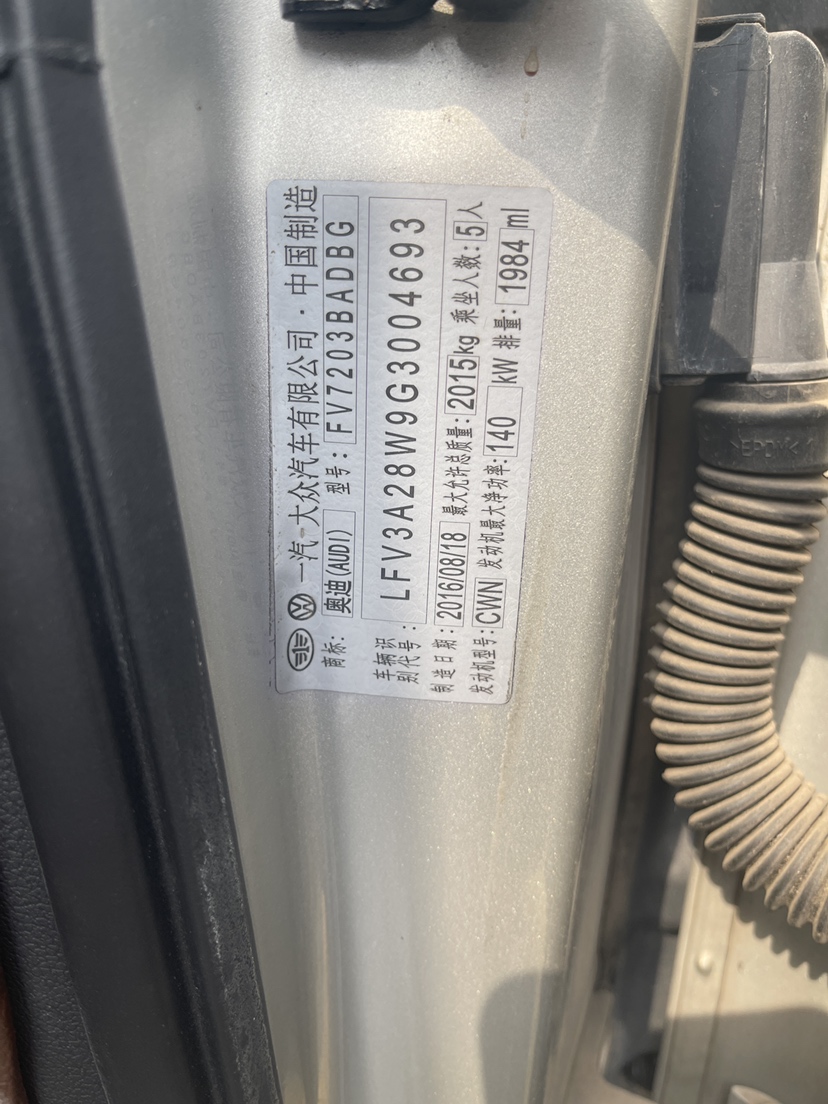 一汽-大众汽车有限公司·中国制造
商标: 奥迪(AUDI) 型号: FV7203BADBG
车辆识别代号: LFV3A28W9G3004693
制造日期: 2016/08/18 最大允许总质量: 2015kg 乘坐人数: 5人
发动机型号: CWN 发动机最大净功率: 140 kW 排量: 1984 ml
>EPDM<